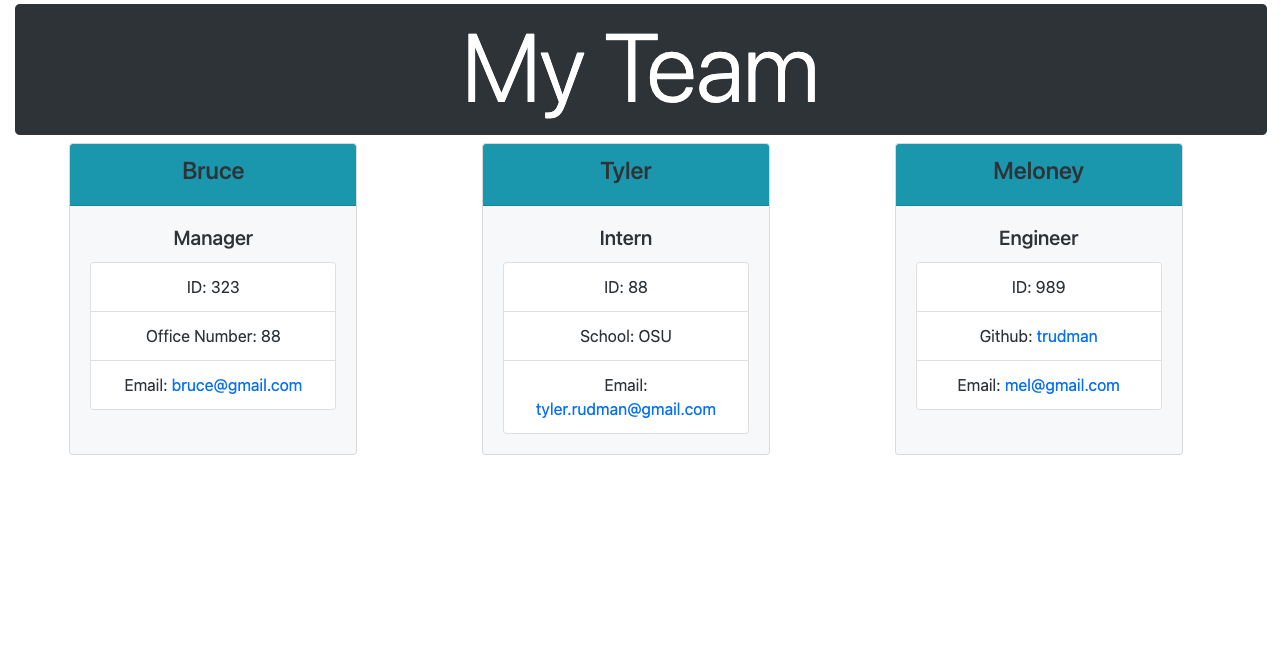 My Team
Bruce
Manager
ID: 323
Office Number: 88
Email: bruce@gmail.com
Tyler
Intern
ID: 88
School: OSU
Email:
tyler.rudman@gmail.com
Meloney
Engineer
ID: 989
Github: trudman
Email: mel@gmail.com